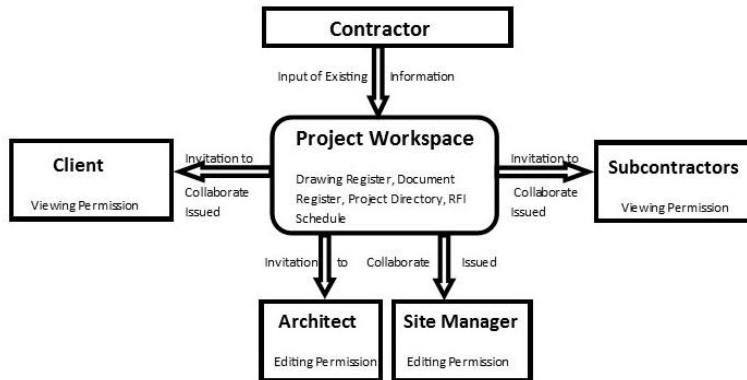 Contractor
Input of Existing Information
Project Workspace
Drawing Register, Document
Register, Project Directory, RFI
Schedule
Client
Viewing Permission
Invitation to
Collaborate
Issued
Invitation to
Collaborate
Issued
Subcontractors
Viewing Permission
Invitation to Collaborate Issued
Architect
Editing Permission
Site Manager
Editing Permission